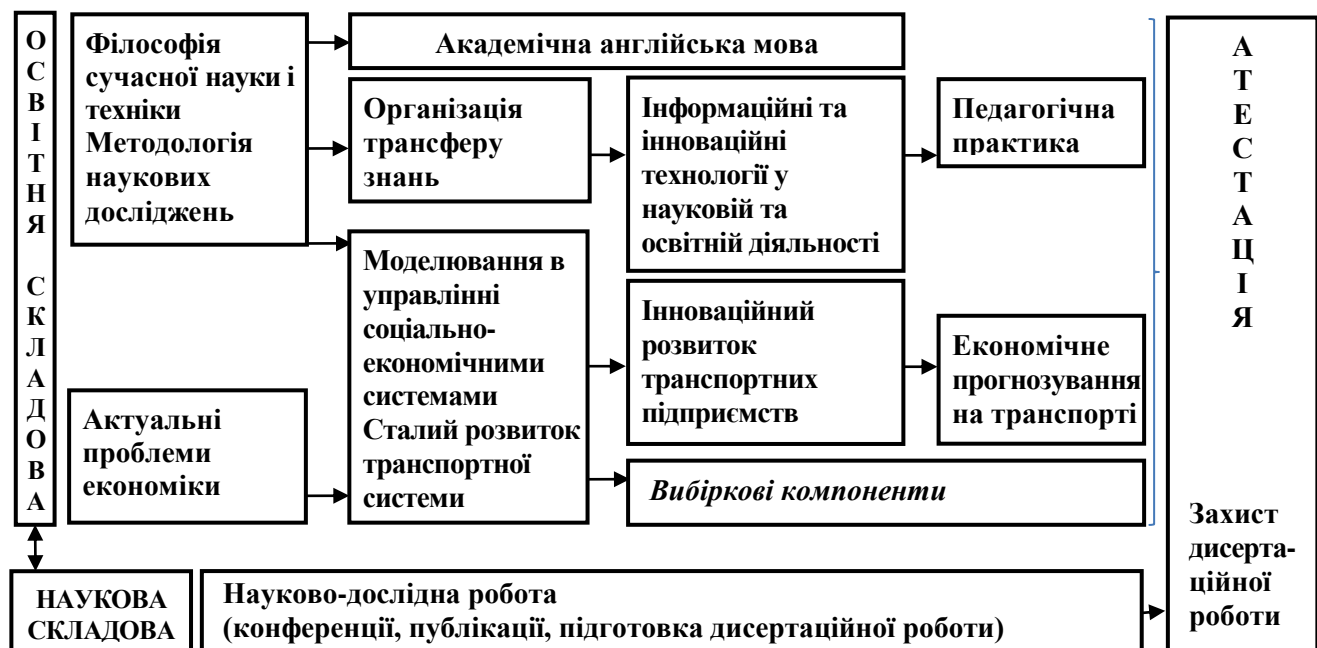 ОСВІТНЯ СКЛАДОВА
Філософія
сучасної науки і
техніки
Методологія
наукових
досліджень
Академічна англійська мова
Організація
трансферу
знань
Інформаційні та
інноваційні
технології у
науковій та
освітній діяльності
Педагогічна
практика
Актуальні
проблеми
економіки
Моделювання в
управлінні
соціально-
економічними
системами
Сталий розвиток
транспортної
системи
Інноваційний
розвиток
транспортних
підприємств
Економічне
прогнозування
на транспорті
Вибіркові компоненти
АТЕСТАЦІЯ
Захист
дисерта-
ційної
роботи
НАУКОВА
СКЛАДОВА
Науково-дослідна робота
(конференції, публікації, підготовка дисертаційної роботи)